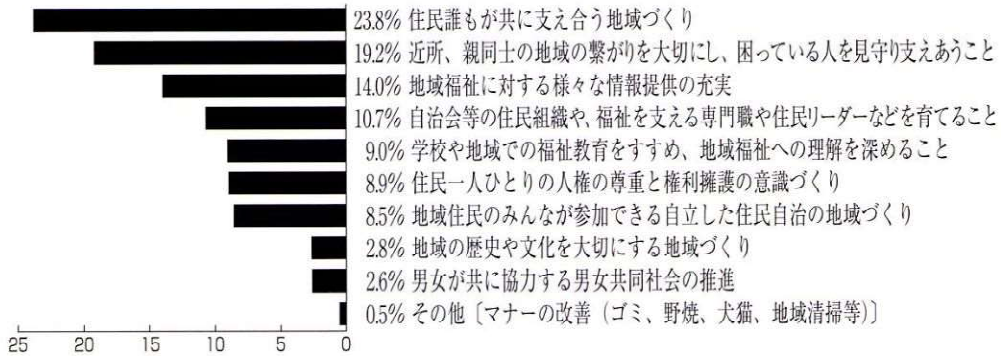 23.8% 住民誰もが共に支え合う地域づくり
19.2% 近所、親同士の地域の繋がりを大切にし、困っている人を見守り支えあうこと
14.0% 地域福祉に対する様々な情報提供の充実
10.7% 自治会等の住民組織や、福祉を支える専門職や住民リーダーなどを育てること
9.0% 学校や地域での福祉教育をすすめ、地域福祉への理解を深めること
8.9% 住民一人ひとりの人権の尊重と権利擁護の意識づくり
8.5% 地域住民のみんなが参加できる自立した住民自治の地域づくり
2.8% 地域の歴史や文化を大切にする地域づくり
2.6% 男女が共に協力する男女共同社会の推進
0.5% その他〔マナーの改善（ゴミ、野焼、犬猫、地域清掃等）〕
25 20 15 10 5 0